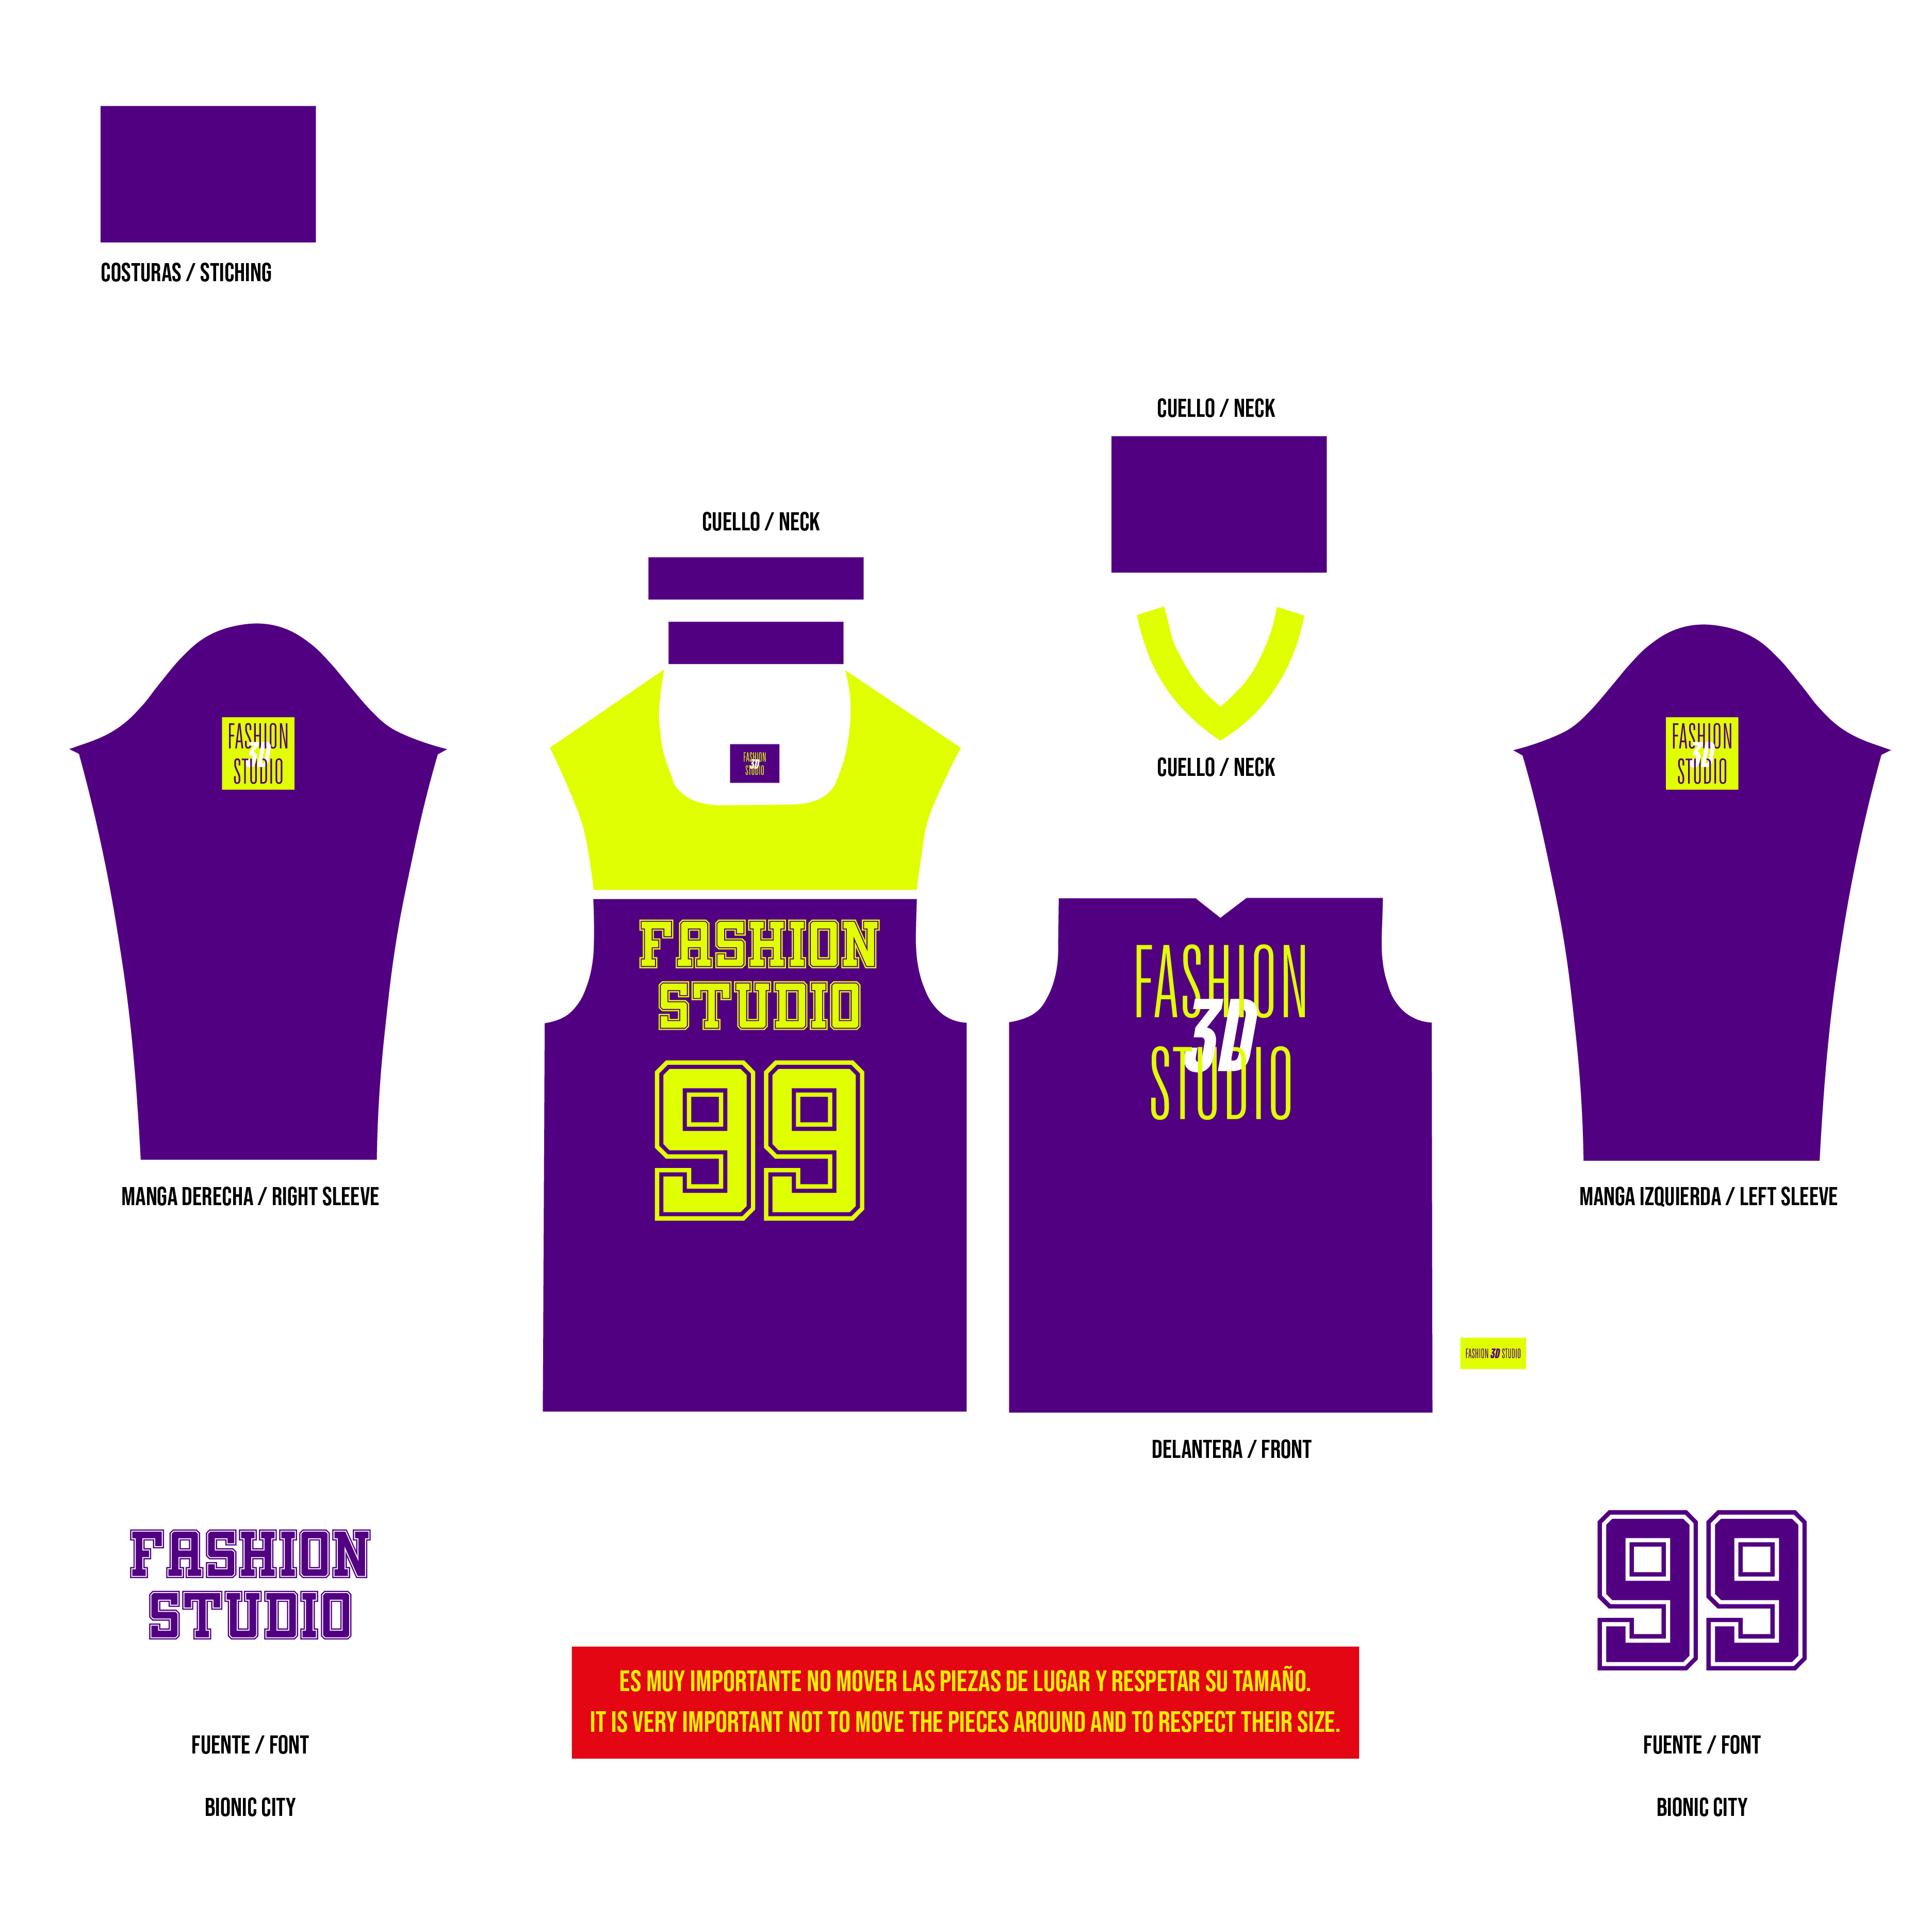 COSTURAS / STICHING
CUELLO / NECK
CUELLO / NECK
FASHION
3D
STUDIO
FASHION
3D
STUDIO
FASHION
3D
STUDIO
CUELLO / NECK
FASHION
STUDIO
99
FASHION
3D
STUDIO
MANGA DERECHA / RIGHT SLEEVE
MANGA IZQUIERDA / LEFT SLEEVE
FASHION 3D STUDIO
DELANTERA / FRONT
FASHION
STUDIO
99
ES MUY IMPORTANTE NO MOVER LAS PIEZAS DE LUGAR Y RESPETAR SU TAMAÑO.
IT IS VERY IMPORTANT NOT TO MOVE THE PIECES AROUND AND TO RESPECT THEIR SIZE.
FUENTE / FONT
BIONIC CITY
FUENTE / FONT
BIONIC CITY